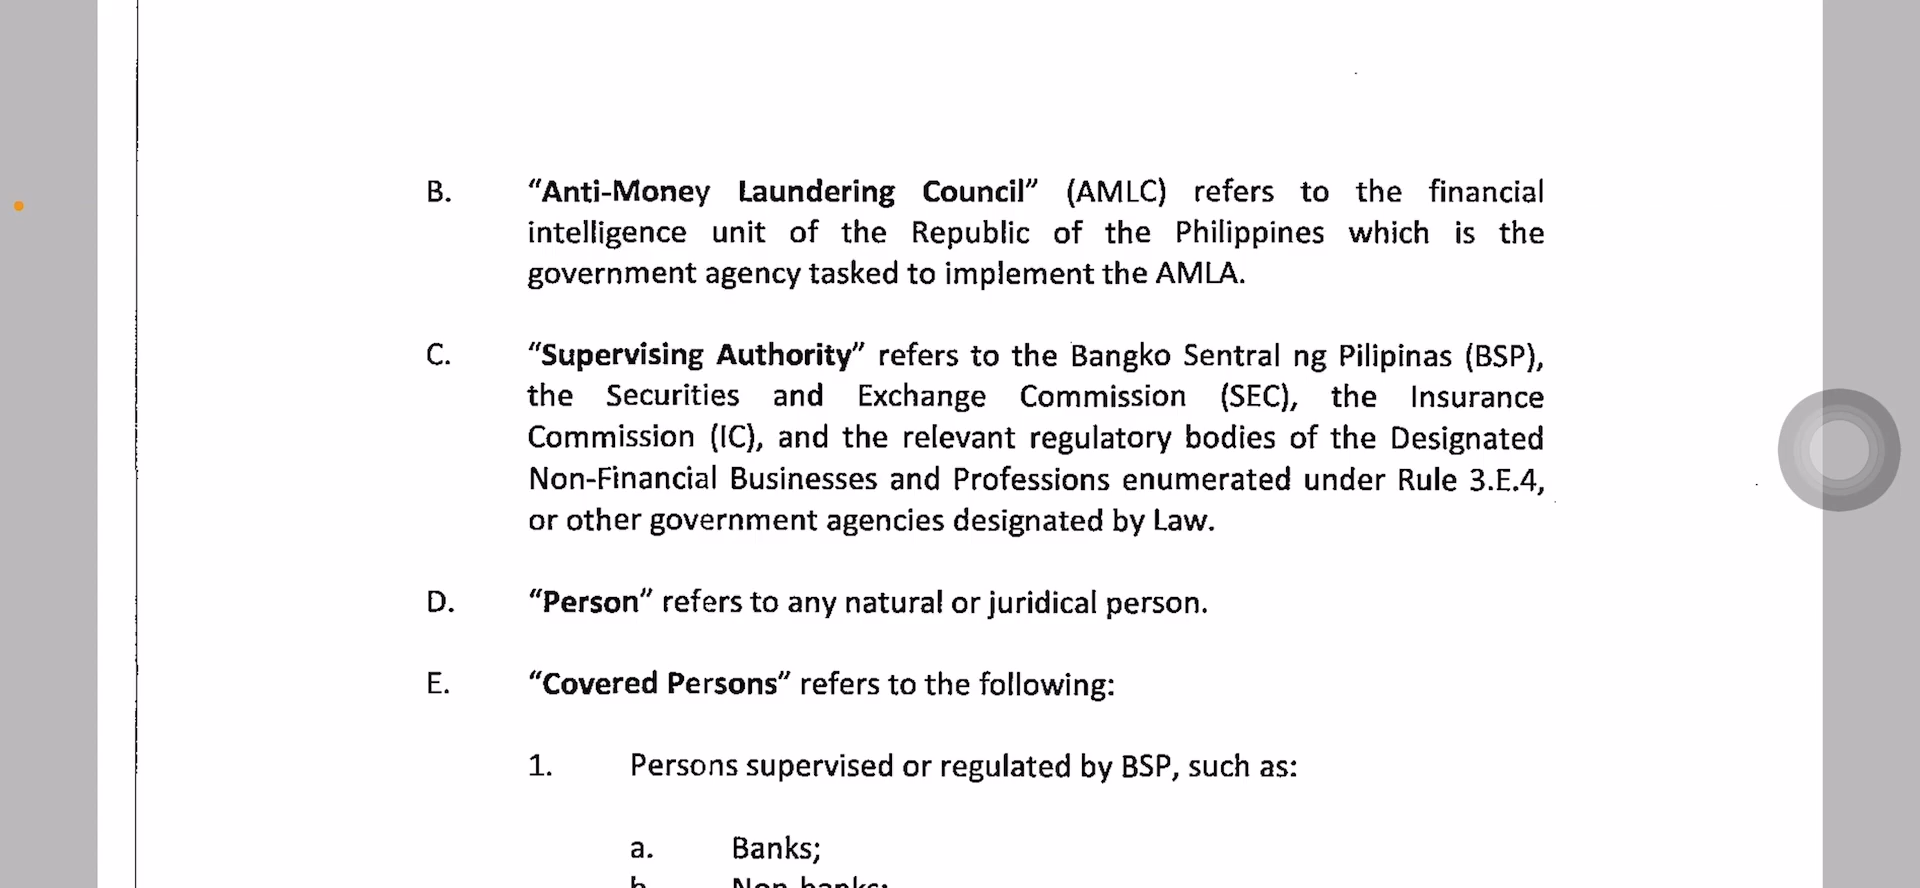 B. “Anti-Money Laundering Council” (AMLC) refers to the financial
intelligence unit of the Republic of the Philippines which is the
government agency tasked to implement the AMLA.
C. “Supervising Authority” refers to the Bangko Sentral ng Pilipinas (BSP),
the Securities and Exchange Commission (SEC), the Insurance
Commission (IC), and the relevant regulatory bodies of the Designated
Non-Financial Businesses and Professions enumerated under Rule 3.E.4,
or other government agencies designated by Law.
D. “Person” refers to any natural or juridical person.
E. “Covered Persons” refers to the following:
1. Persons supervised or regulated by BSP, such as:
a. Banks;
b. Non-banks;